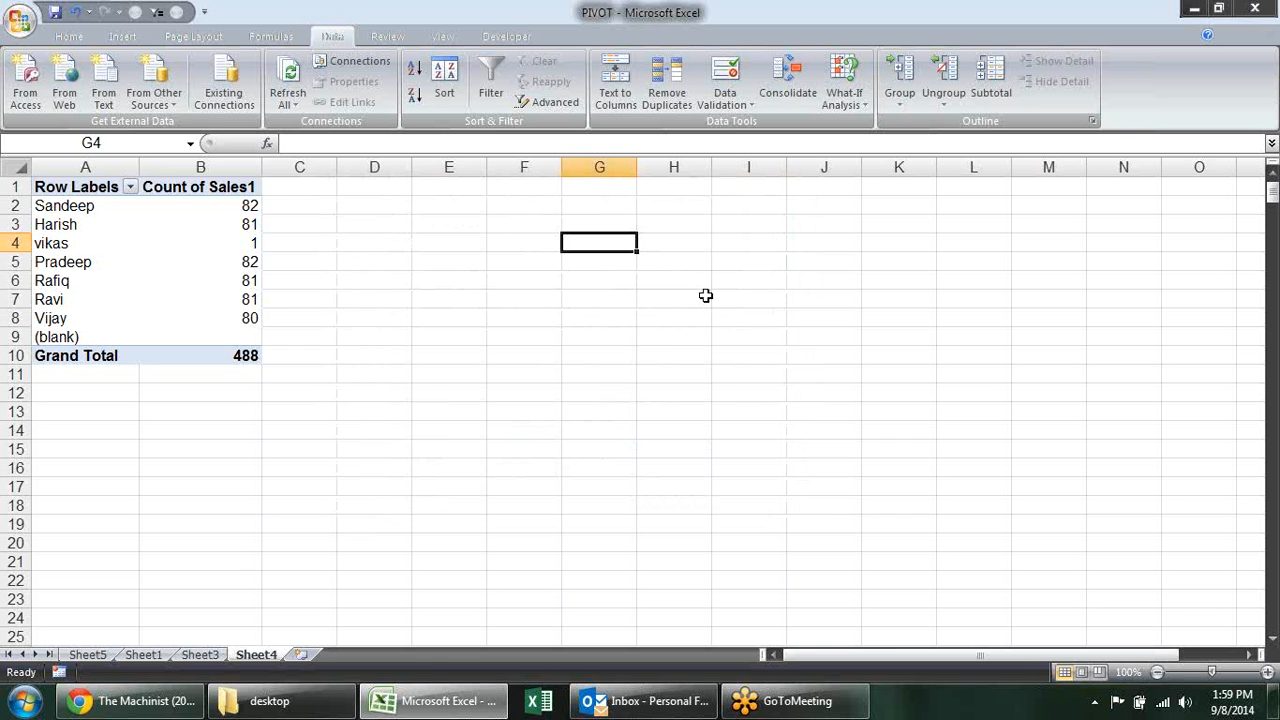 PIVOT - Microsoft Excel
Home Insert Page Layout Formulas Data Review View Developer
From Access
From Web
From Text
From Other Sources
Existing Connections
Get External Data
Refresh All
Connections
Properties
Edit Links
Connections
Sort
Filter
Clear
Reapply
Advanced
Sort & Filter
Text to Columns
Remove Duplicates
Data Validation
Consolidate
What-If Analysis
Data Tools
Group
Ungroup
Subtotal
Show Detail
Hide Detail
Outline
G4 fx
A B C D E F G H I J K L M N O
1 Row Labels Count of Sales1
2 Sandeep 82
3 Harish 81
4 vikas 1
5 Pradeep 82
6 Rafiq 81
7 Ravi 81
8 Vijay 80
9 (blank)
10 Grand Total 488
11
12
13
14
15
16
17
18
19
20
21
22
23
24
25
Sheet5 Sheet1 Sheet3 Sheet4
Ready 100%
The Machinist (20... desktop Microsoft Excel - ... Inbox - Personal F... GoToMeeting 1:59 PM
9/8/2014